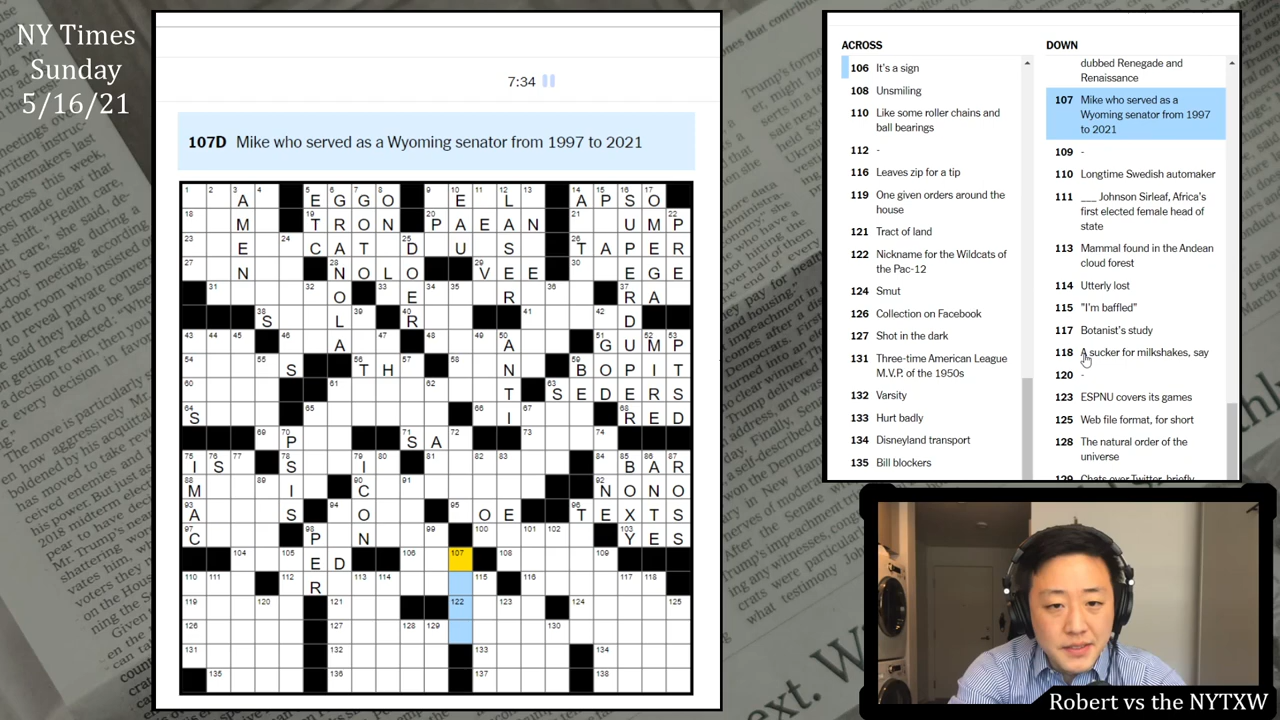 NY Times
Sunday
5/16/21
7:34
107D Mike who served as a Wyoming senator from 1997 to 2021
ACROSS
106 It's a sign
108 Unsmiling
110 Like some roller chains and
ball bearings
112 -
116 Leaves zip for a tip
119 One given orders around the
house
121 Tract of land
122 Nickname for the Wildcats of
the Pac-12
124 Smut
126 Collection on Facebook
127 Shot in the dark
131 Three-time American League
M.V.P. of the 1950s
132 Varsity
133 Hurt badly
134 Disneyland transport
135 Bill blockers
DOWN
dubbed Renegade and
Renaissance
107 Mike who served as a
Wyoming senator from 1997
to 2021
109 -
110 Longtime Swedish automaker
111 ___ Johnson Sirleaf, Africa's
first elected female head of
state
113 Mammal found in the Andean
cloud forest
114 Utterly lost
115 "I'm baffled"
117 Botanist's study
118 A sucker for milkshakes, say
120 -
123 ESPNU covers its games
125 Web file format, for short
128 The natural order of the
universe
129 Chats over Twitter, briefly
Robert vs the NYTXW